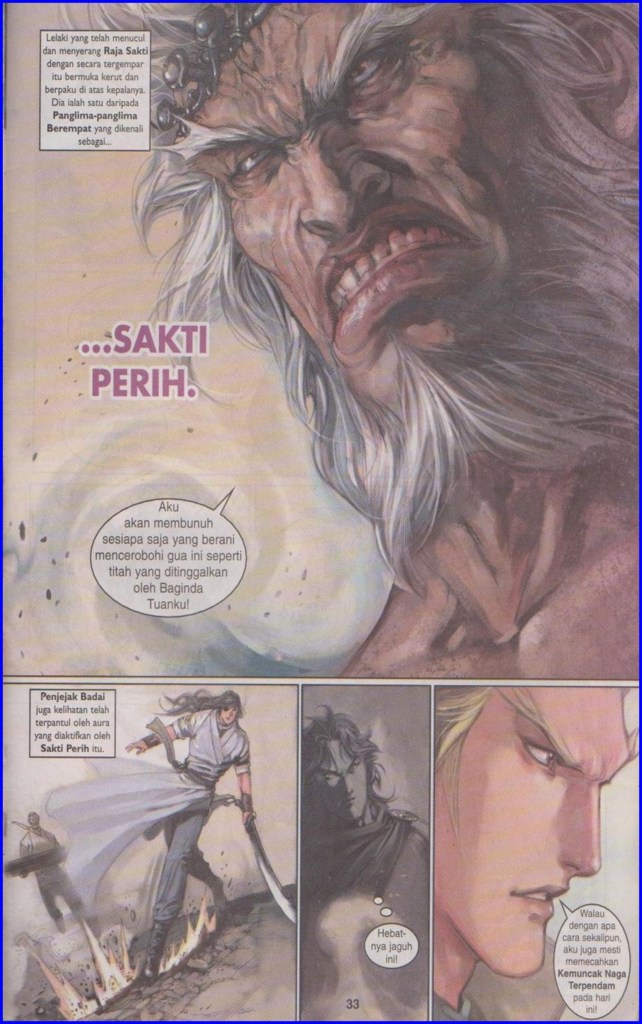 Lelaki yang telah menucul
dan menyerang Raja Sakti
dengan secara tergempar
itu bermuka kerut dan
berpaku di atas kepalanya.
Dia ialah satu daripada
Panglima-panglima
Berempat yang dikenali
sebagai...
...SAKTI
PERIH.
Aku
akan membunuh
sesiapa saja yang berani
mencerobohi gua ini seperti
titah yang ditinggalkan
oleh Baginda
Tuanku!
Penjejak Badai
juga kelihatan telah
terpantul oleh aura
yang diaktifkan oleh
Sakti Perih itu.
Hebat-
nya jaguh
ini!
Walau
dengan apa
cara sekalipun,
aku juga mesti
memecahkan
Kemuncak Naga
Terpendam
pada hari
ini!
33